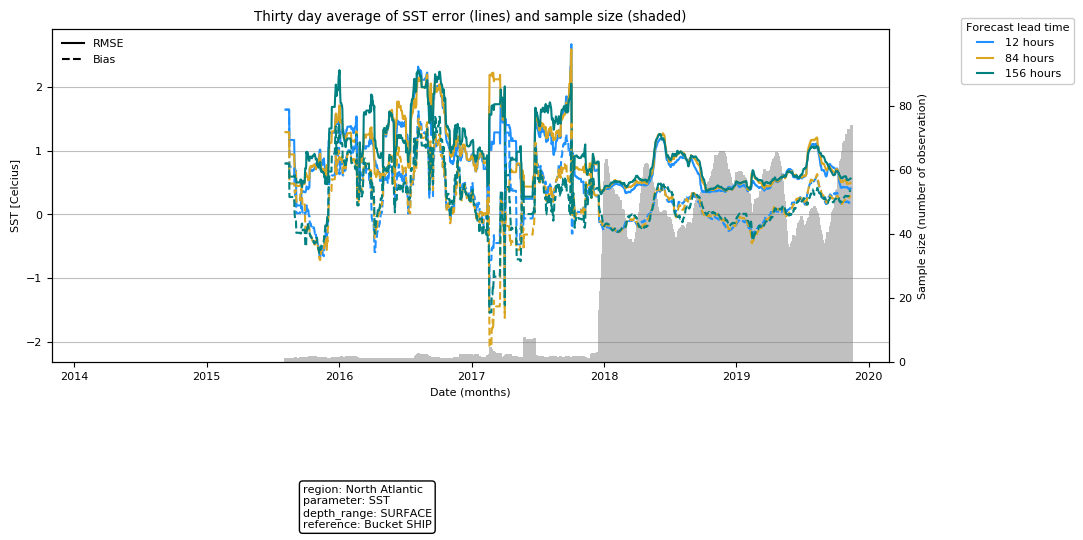 Thirty day average of SST error (lines) and sample size (shaded)
RMSE
Bias
Forecast lead time
12 hours
84 hours
156 hours
SST [Celcius]
2
1
0
−1
−2
Sample size (number of observation)
80
60
40
20
0
2014 2015 2016 2017 2018 2019 2020
Date (months)
region: North Atlantic
parameter: SST
depth_range: SURFACE
reference: Bucket SHIP